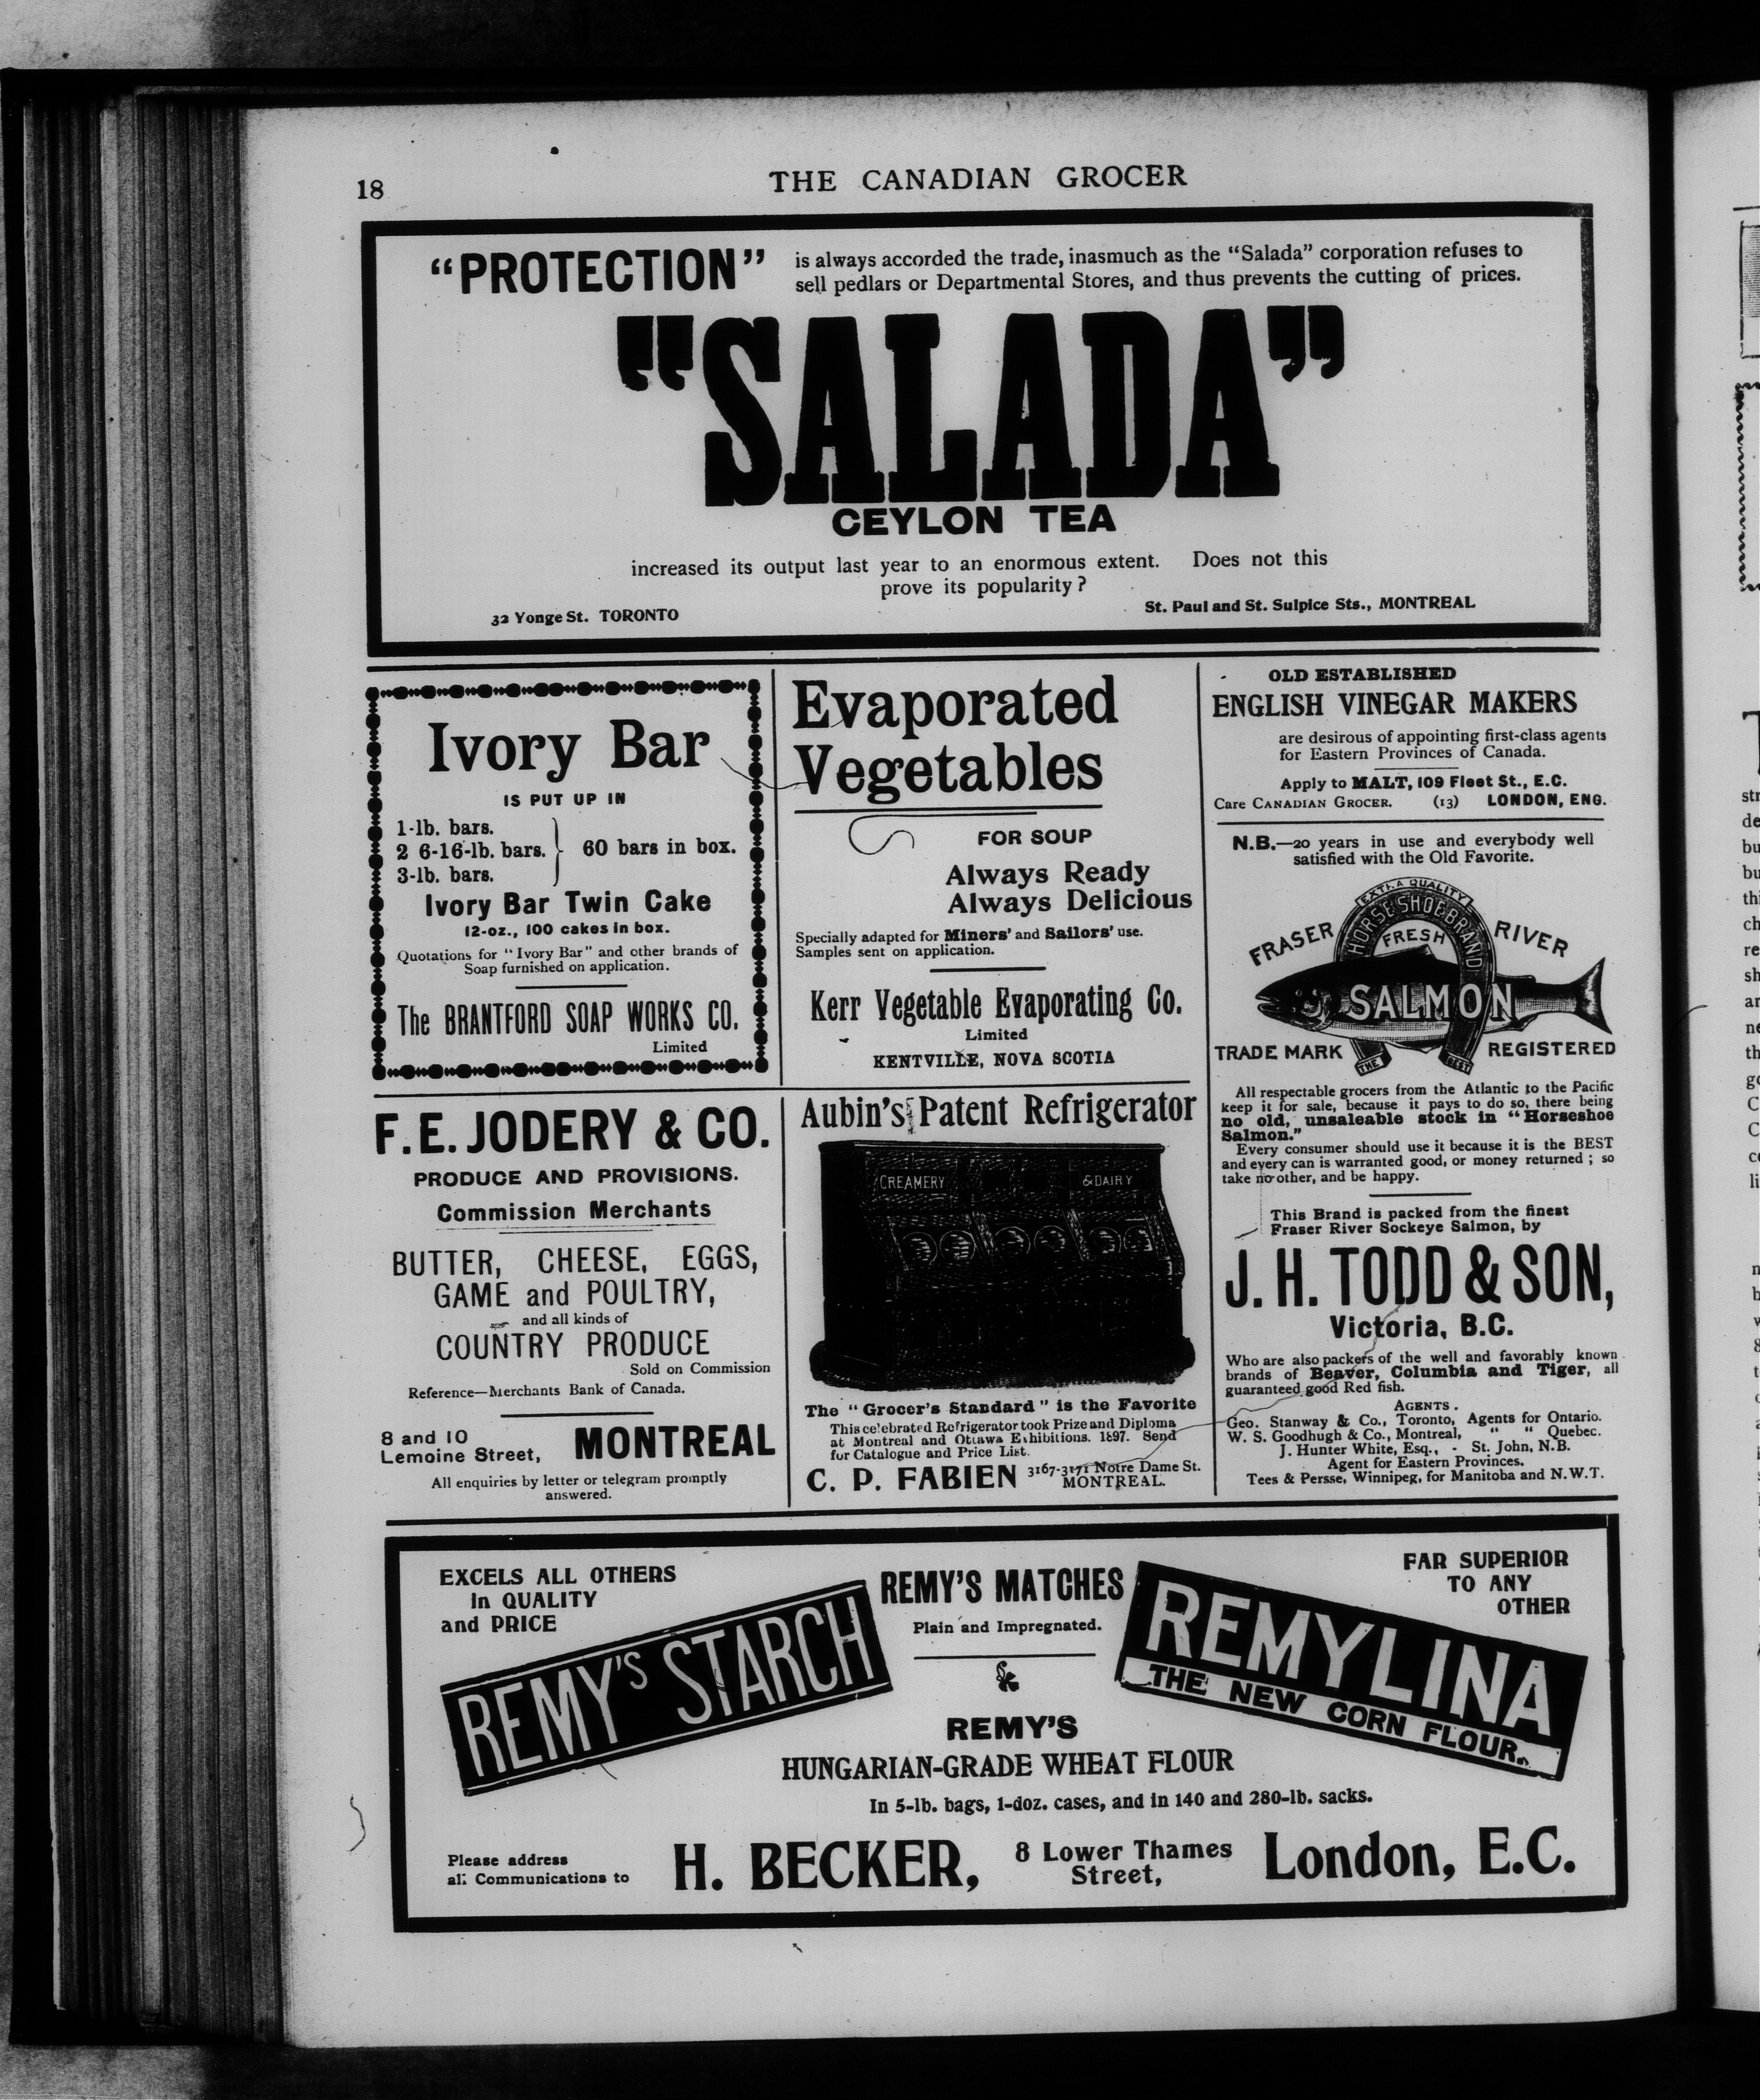 18
THE CANADIAN GROCER
"PROTECTION"
is always accorded the trade, inasmuch as the "Salada" corporation refuses to
sell pedlars or Departmental Stores, and thus prevents the cutting of prices.
"SALADA"
CEYLON TEA
increased its output last year to an enormous extent. Does not this
prove its popularity?
32 Yonge St. TORONTO
St. Paul and St. Sulpice Sts., MONTREAL
Ivory Bar
IS PUT UP IN
1-lb. bars.
2 6-16-lb. bars. } 60 bars in box.
3-lb. bars.
Ivory Bar Twin Cake
12-oz., 100 cakes in box.
Quotations for "Ivory Bar" and other brands of
Soap furnished on application.
The BRANTFORD SOAP WORKS CO.
Limited
Evaporated
Vegetables
FOR SOUP
Always Ready
Always Delicious
Specially adapted for Miners' and Sailors' use.
Samples sent on application.
Kerr Vegetable Evaporating Co.
Limited
KENTVILLE, NOVA SCOTIA
OLD ESTABLISHED
ENGLISH VINEGAR MAKERS
are desirous of appointing first-class agents
for Eastern Provinces of Canada.
Apply to MALT, 109 Fleet St., E.C.
Care CANADIAN GROCER. (13) LONDON, ENG.
N.B.—20 years in use and everybody well
satisfied with the Old Favorite.
EXTRA QUALITY
HORSESHOE BRAND
FRASER RIVER
FRESH
SALMON
TRADE MARK REGISTERED
THE BEST
All respectable grocers from the Atlantic to the Pacific
keep it for sale, because it pays to do so, there being
no old, unsaleable stock in "Horseshoe
Salmon."
Every consumer should use it because it is the BEST
and every can is warranted good, or money returned; so
take no other, and be happy.
This Brand is packed from the finest
Fraser River Sockeye Salmon, by
J. H. TODD & SON,
Victoria, B.C.
Who are also packers of the well and favorably known
brands of Beaver, Columbia and Tiger, all
guaranteed good Red fish.
AGENTS.
Geo. Stanway & Co., Toronto, Agents for Ontario.
W. S. Goodhugh & Co., Montreal, " " Quebec.
J. Hunter White, Esq., - St. John, N.B.
Agent for Eastern Provinces.
Tees & Persse, Winnipeg, for Manitoba and N.W.T.
F. E. JODERY & CO.
PRODUCE AND PROVISIONS.
Commission Merchants
BUTTER, CHEESE, EGGS,
GAME and POULTRY,
and all kinds of
COUNTRY PRODUCE
Sold on Commission
Reference—Merchants Bank of Canada.
8 and 10
Lemoine Street, MONTREAL
All enquiries by letter or telegram promptly
answered.
Aubin's Patent Refrigerator
CREAMERY & DAIRY
The "Grocer's Standard" is the Favorite
This celebrated Refrigerator took Prize and Diploma
at Montreal and Ottawa Exhibitions. 1897. Send
for Catalogue and Price List.
C. P. FABIEN 3167-3171 Notre Dame St.
MONTREAL.
EXCELS ALL OTHERS
in QUALITY
and PRICE
REMY'S STARCH
REMY'S MATCHES
Plain and Impregnated.
FAR SUPERIOR
TO ANY
OTHER
REMYLINA
THE NEW CORN FLOUR.
REMY'S
HUNGARIAN-GRADE WHEAT FLOUR
In 5-lb. bags, 1-doz. cases, and in 140 and 280-lb. sacks.
Please address
all Communications to
H. BECKER,
8 Lower Thames
Street,
London, E.C.